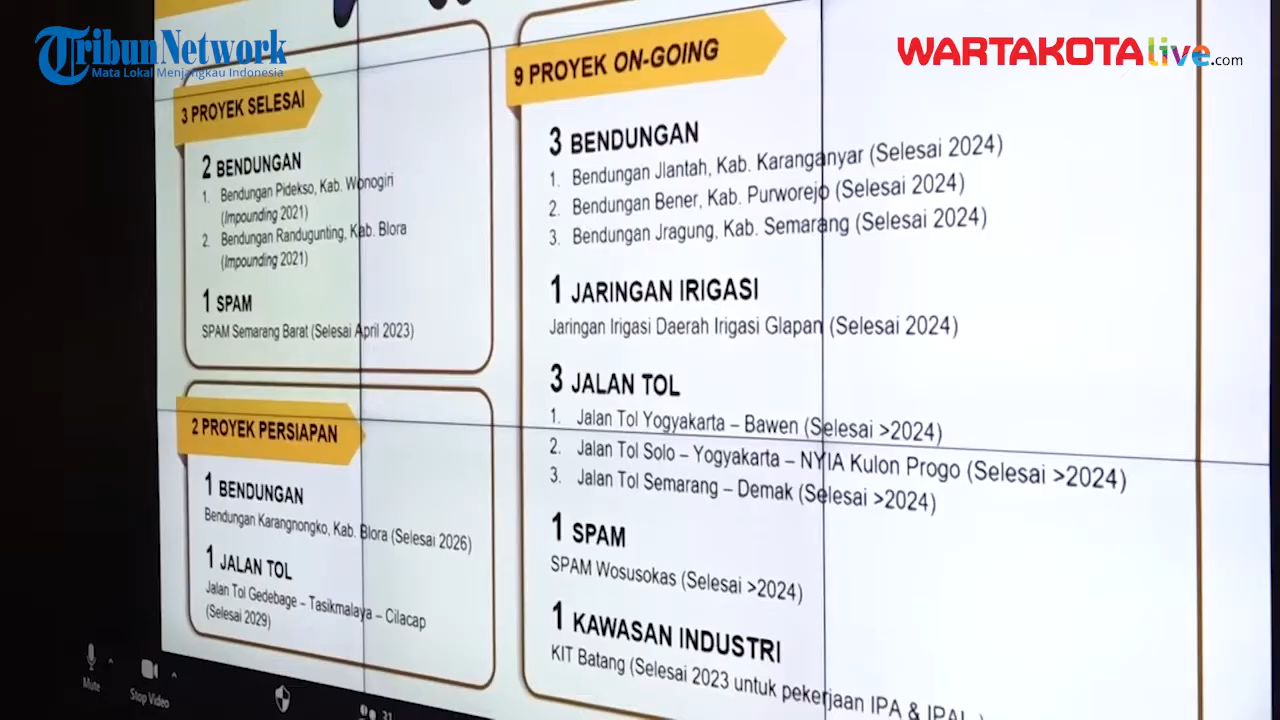 Tribun Network
Mata Lokal Menjangkau Indonesia
WARTAKOTAlive.com
3 PROYEK SELESAI
2 BENDUNGAN
1. Bendungan Pidekso, Kab. Wonogiri
(Impounding 2021)
2. Bendungan Randugunting, Kab. Blora
(Impounding 2021)
1 SPAM
SPAM Semarang Barat (Selesai April 2023)
2 PROYEK PERSIAPAN
1 BENDUNGAN
Bendungan Karangnongko, Kab. Blora (Selesai 2026)
1 JALAN TOL
Jalan Tol Gedebage – Tasikmalaya – Cilacap
(Selesai 2029)
9 PROYEK ON-GOING
3 BENDUNGAN
1. Bendungan Jlantah, Kab. Karanganyar (Selesai 2024)
2. Bendungan Bener, Kab. Purworejo (Selesai 2024)
3. Bendungan Jragung, Kab. Semarang (Selesai 2024)
1 JARINGAN IRIGASI
Jaringan Irigasi Daerah Irigasi Glapan (Selesai 2024)
3 JALAN TOL
1. Jalan Tol Yogyakarta – Bawen (Selesai >2024)
2. Jalan Tol Solo – Yogyakarta – NYIA Kulon Progo (Selesai >2024)
3. Jalan Tol Semarang – Demak (Selesai >2024)
1 SPAM
SPAM Wosusokas (Selesai >2024)
1 KAWASAN INDUSTRI
KIT Batang (Selesai 2023 untuk pekerjaan IPA & IPAL
Mute
Stop Video
31